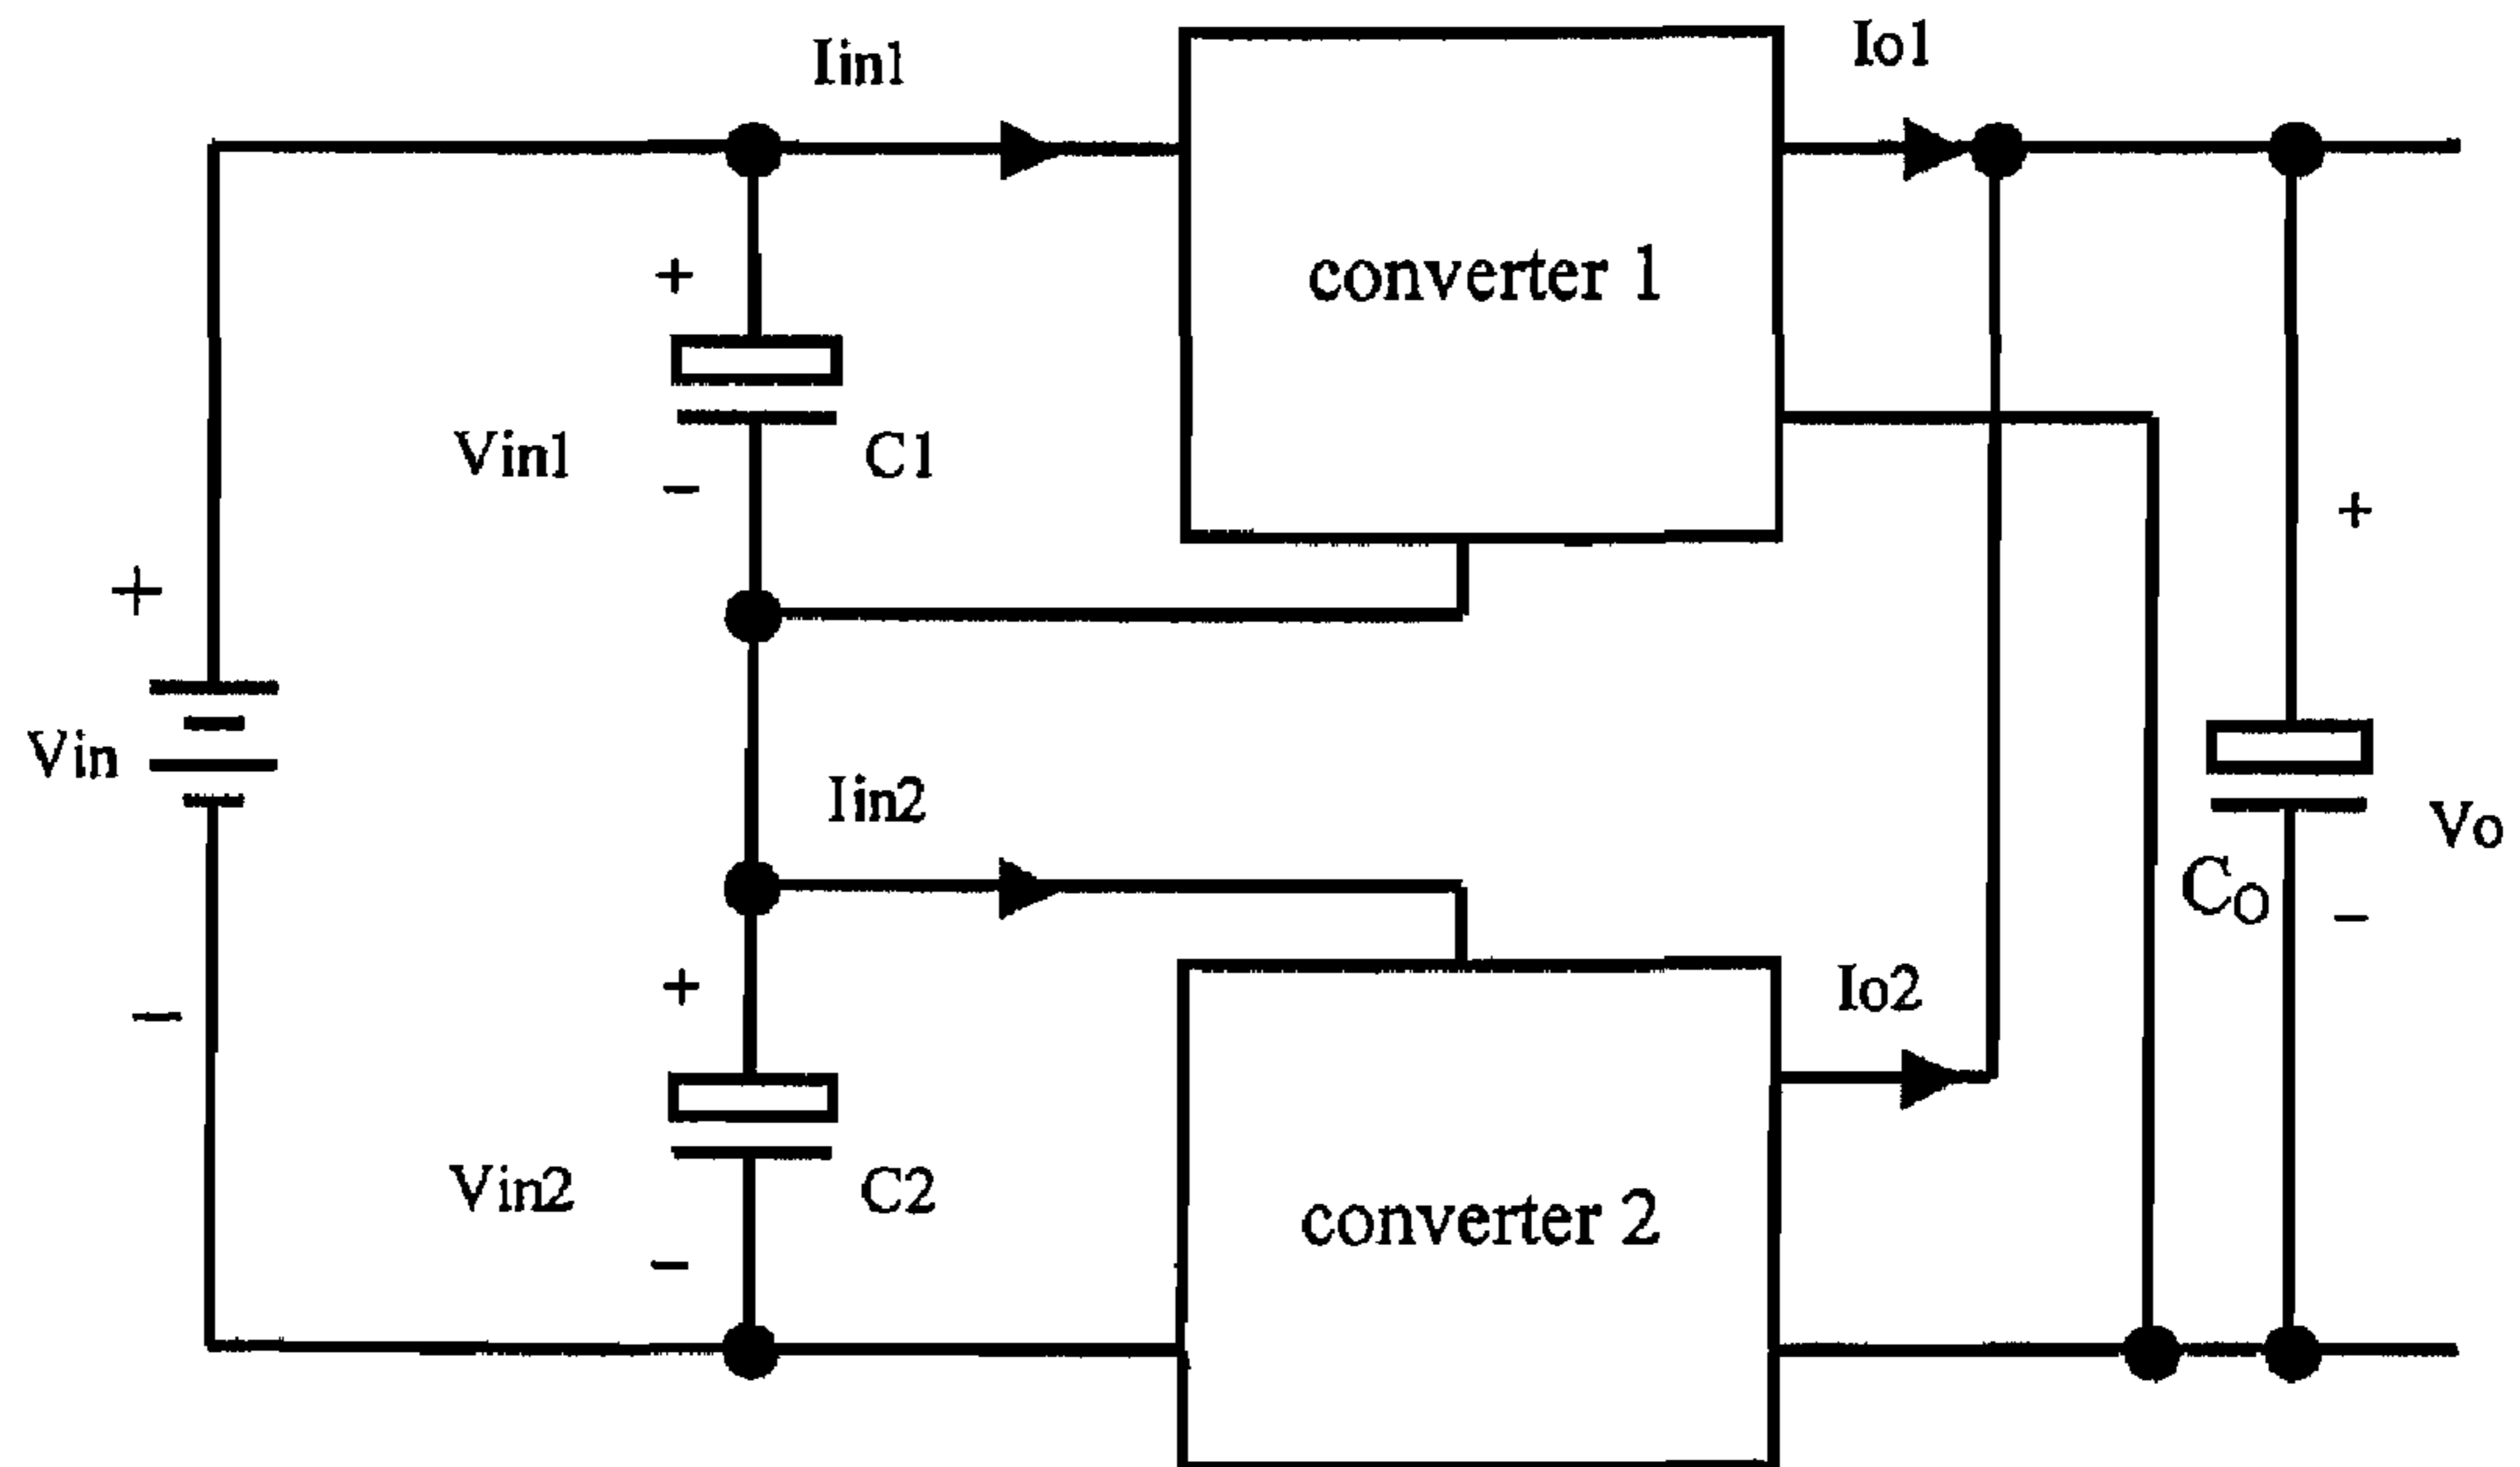 Iin1
Io1
converter 1
+
Vin1
C1
−
+
+
Vin
Iin2
Vo
Co
−
+
Io2
−
Vin2
C2
converter 2
−